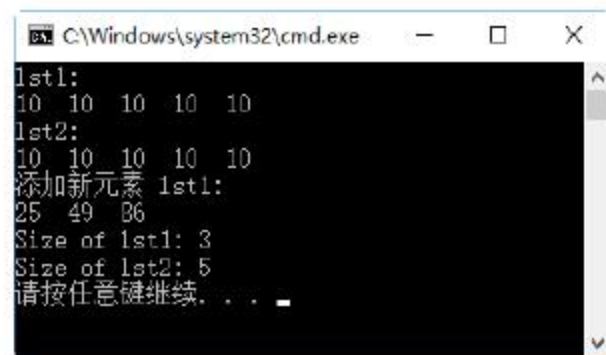 C:\Windows\system32\cmd.exe
lst1:
10 10 10 10 10
lst2:
10 10 10 10 10
添加新元素 lst1:
25 49 86
Size of lst1: 3
Size of lst2: 5
请按任意键继续. . .